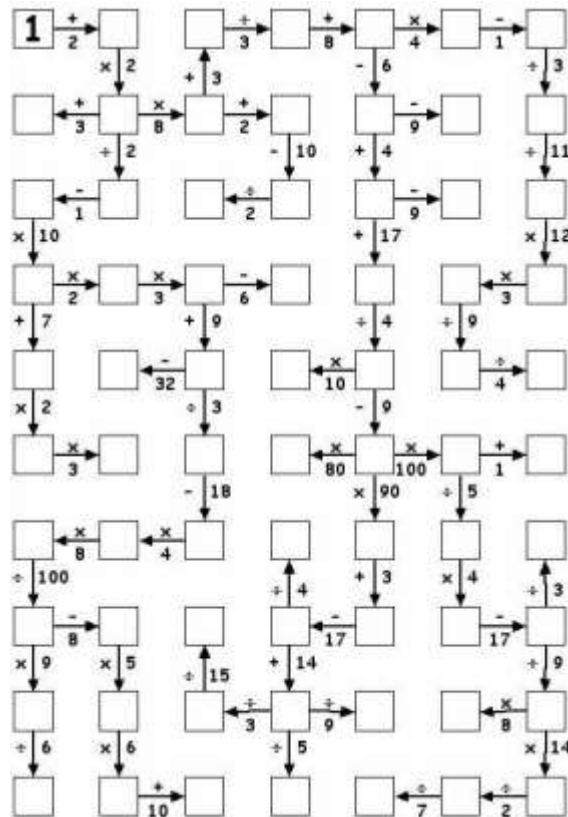 1 + ÷ + × -
2 3 8 4 1
× 2 + 3 - 6 ÷ 3
+ × + -
3 8 2 9
÷ 2 - 10 + 4 ÷ 11
- ÷ -
1 2 9
× 10 + 17 × 12
× × - ×
2 3 6 3
+ 7 + 9 ÷ 4 ÷ 9
- × ÷
32 10 4
× 2 ÷ 3 - 9
× × × +
3 80 100 1
- 18 × 90 ÷ 5
× ×
8 4
÷ 100 ÷ 4 + 3 × 4 ÷ 3
- - -
8 17 17
× 9 × 5 ÷ 15 + 14 ÷ 9
÷ ÷ ×
3 9 8
÷ 6 × 6 ÷ 5 × 14
+ ÷ ÷
10 7 2